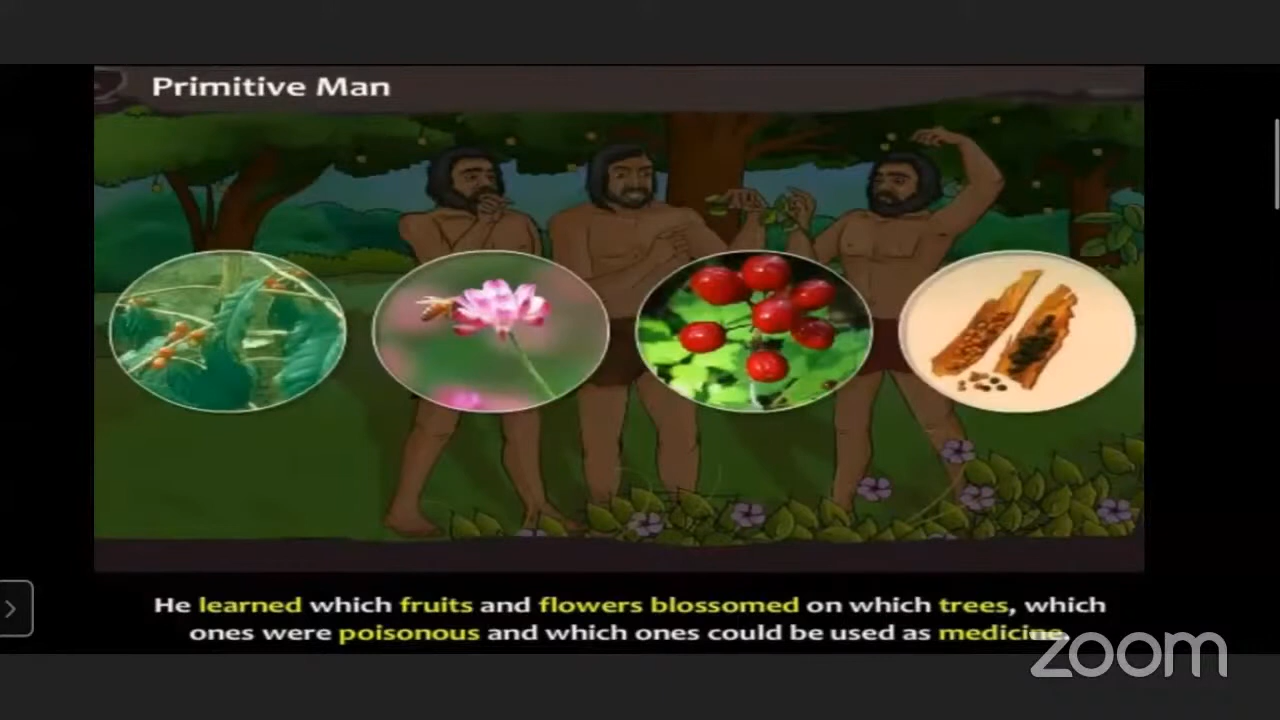 Primitive Man
He learned which fruits and flowers blossomed on which trees, which
ones were poisonous and which ones could be used as medicine.
zoom